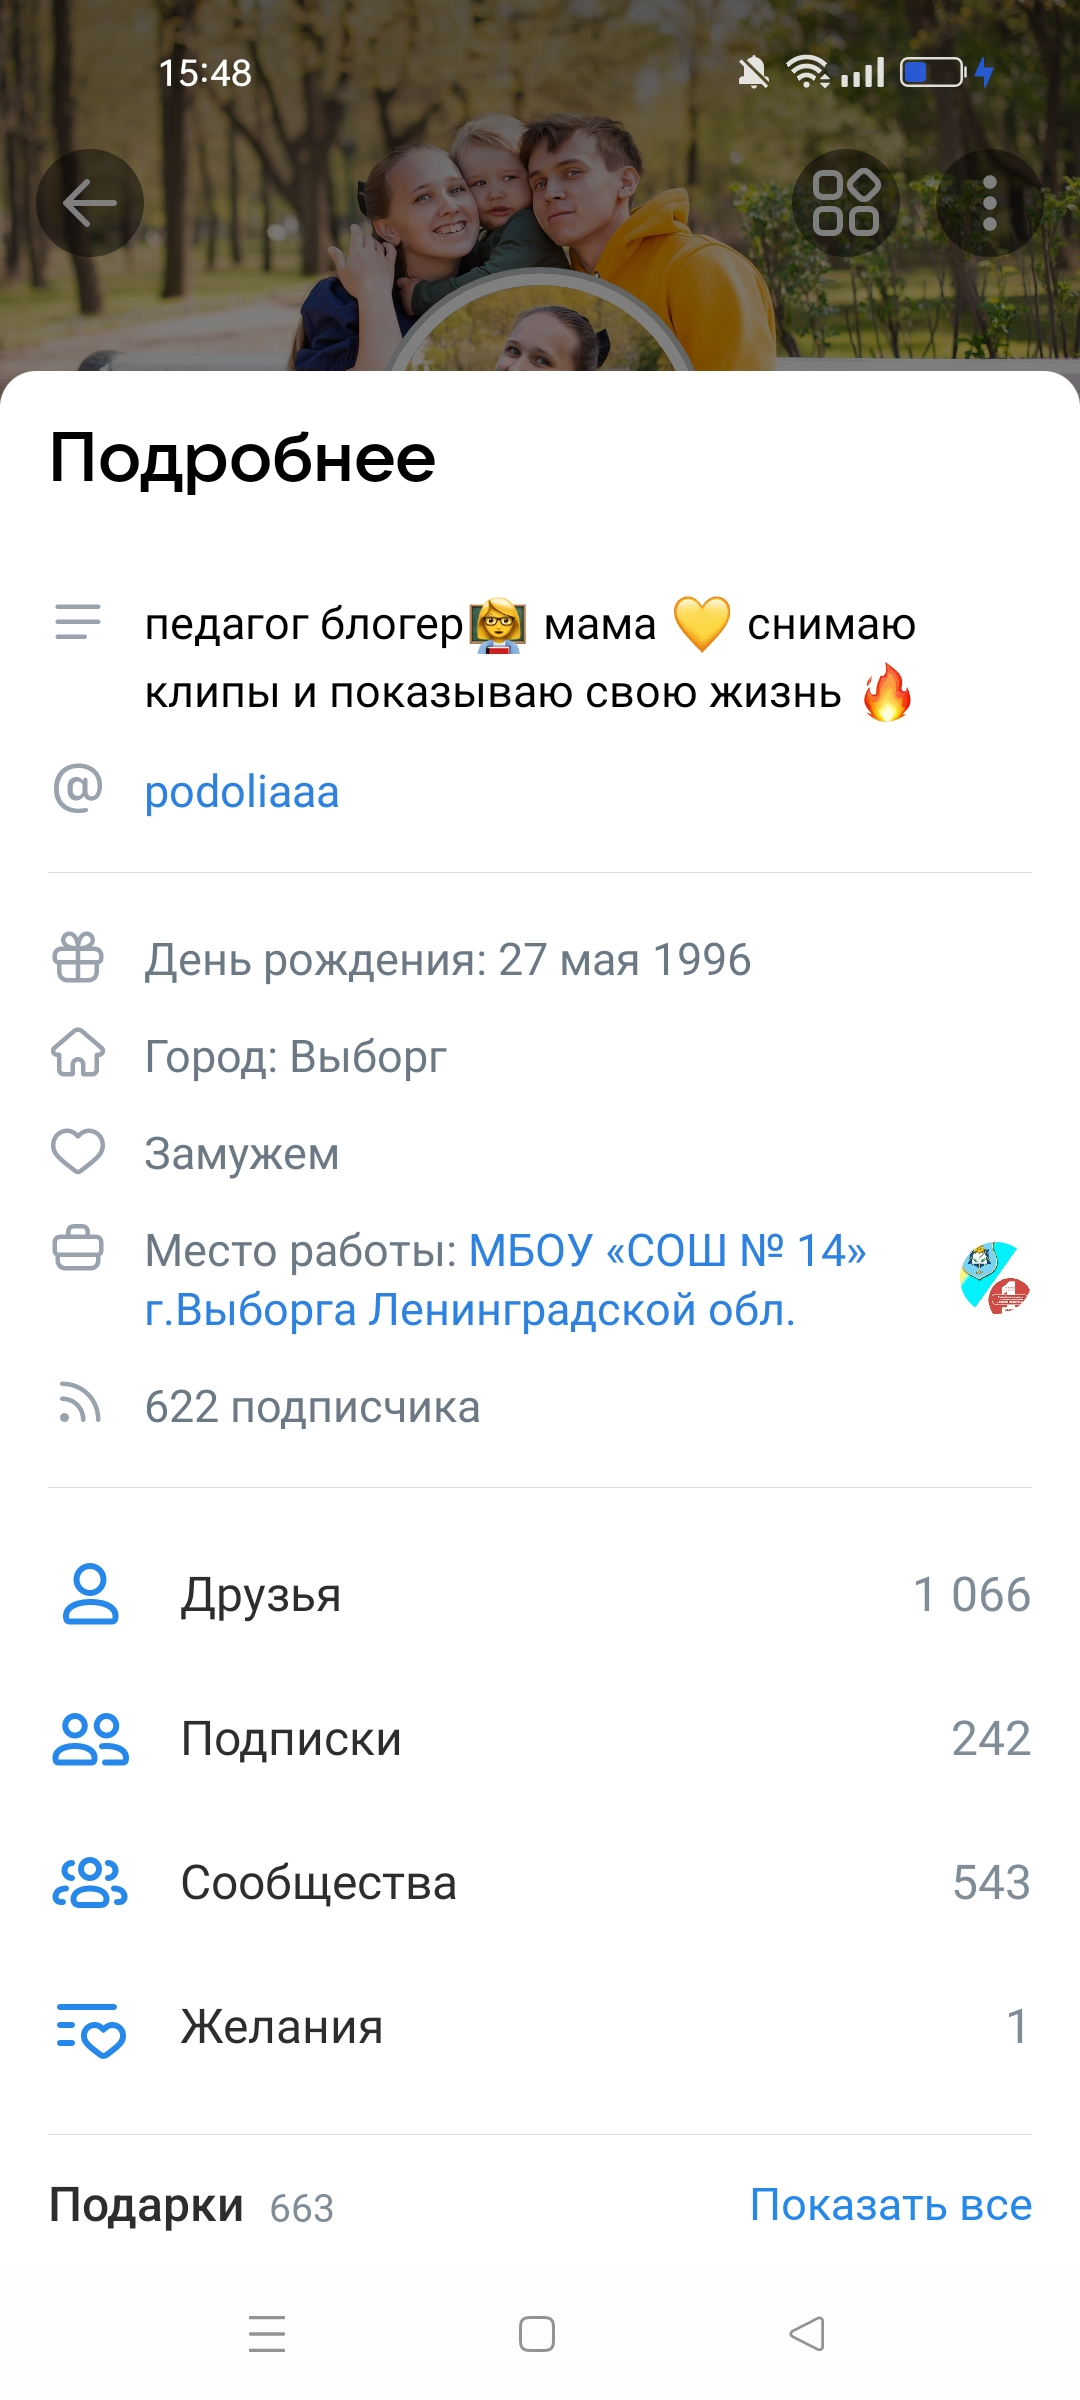 15:48
Подробнее
педагог блогер👩‍🏫 мама 💛 снимаю
клипы и показываю свою жизнь 🔥
podoliaaa
День рождения: 27 мая 1996
Город: Выборг
Замужем
Место работы: МБОУ «СОШ № 14»
г.Выборга Ленинградской обл.
622 подписчика
Друзья 1 066
Подписки 242
Сообщества 543
Желания 1
Подарки 663 Показать все